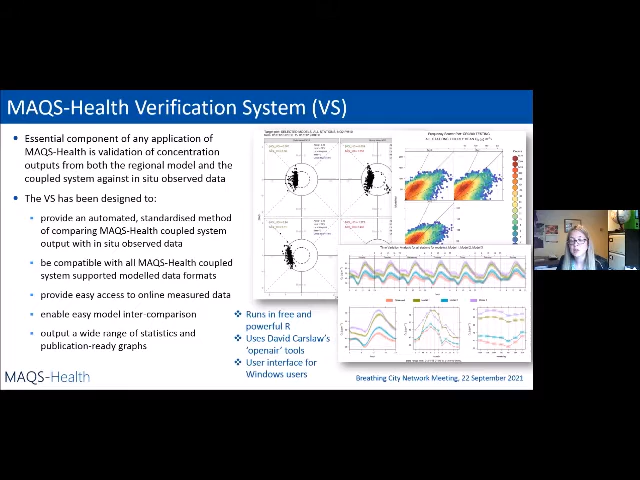 MAQS-Health Verification System (VS)
• Essential component of any application of
MAQS-Health is validation of concentration
outputs from both the regional model and the
coupled system against in situ observed data
• The VS has been designed to:
▪ provide an automated, standardised method
of comparing MAQS-Health coupled system
output with in situ observed data
▪ be compatible with all MAQS-Health coupled
system supported modelled data formats
▪ provide easy access to online measured data
▪ enable easy model inter-comparison
▪ output a wide range of statistics and
publication-ready graphs
❖ Runs in free and
powerful R
❖ Uses David Carslaw's
'openair' tools
❖ User interface for
Windows users
MAQS-Health
Breathing City Network Meeting, 22 September 2021